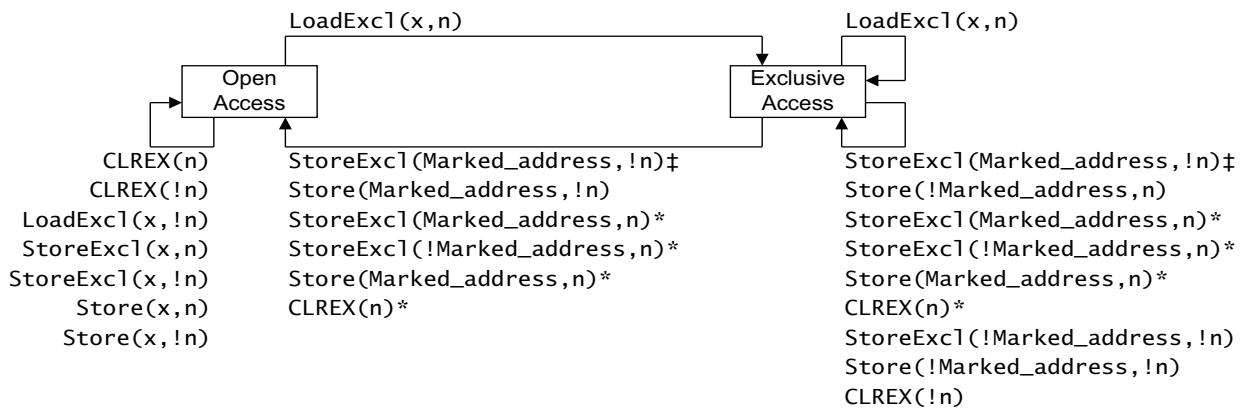 LoadExcl(x,n)
LoadExcl(x,n)
Open
Access
Exclusive
Access
CLREX(n)
CLREX(!n)
LoadExcl(x,!n)
StoreExcl(x,n)
StoreExcl(x,!n)
Store(x,n)
Store(x,!n)
StoreExcl(Marked_address,!n)‡
Store(Marked_address,!n)
StoreExcl(Marked_address,n)*
StoreExcl(!Marked_address,n)*
Store(Marked_address,n)*
CLREX(n)*
StoreExcl(Marked_address,!n)‡
Store(!Marked_address,n)
StoreExcl(Marked_address,n)*
StoreExcl(!Marked_address,n)*
Store(Marked_address,n)*
CLREX(n)*
StoreExcl(!Marked_address,!n)
Store(!Marked_address,!n)
CLREX(!n)